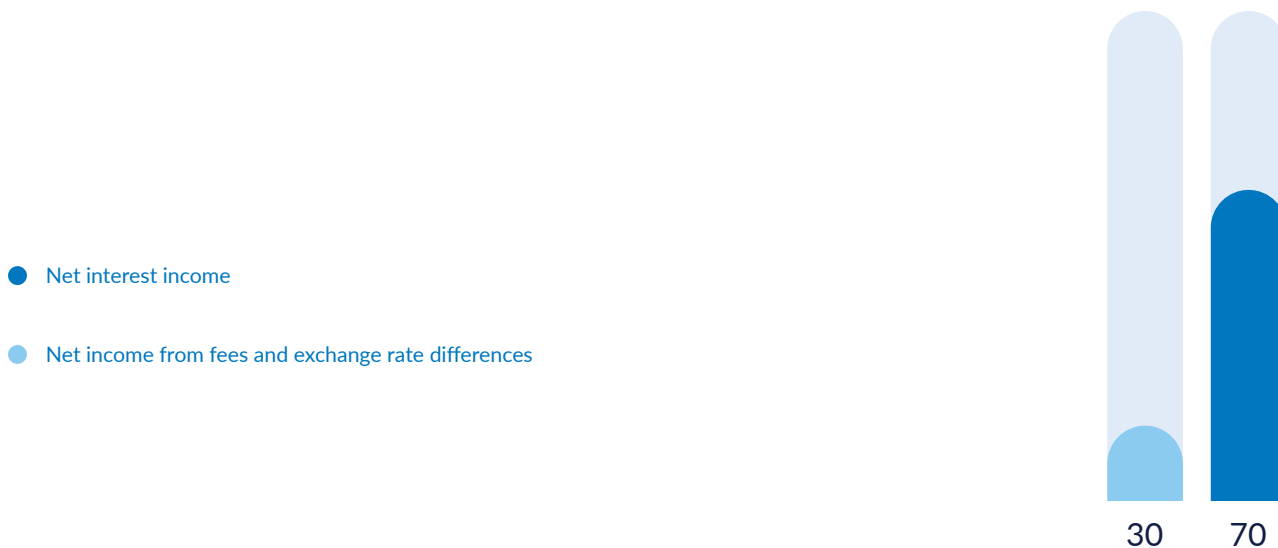 Net interest income
Net income from fees and exchange rate differences
30
70